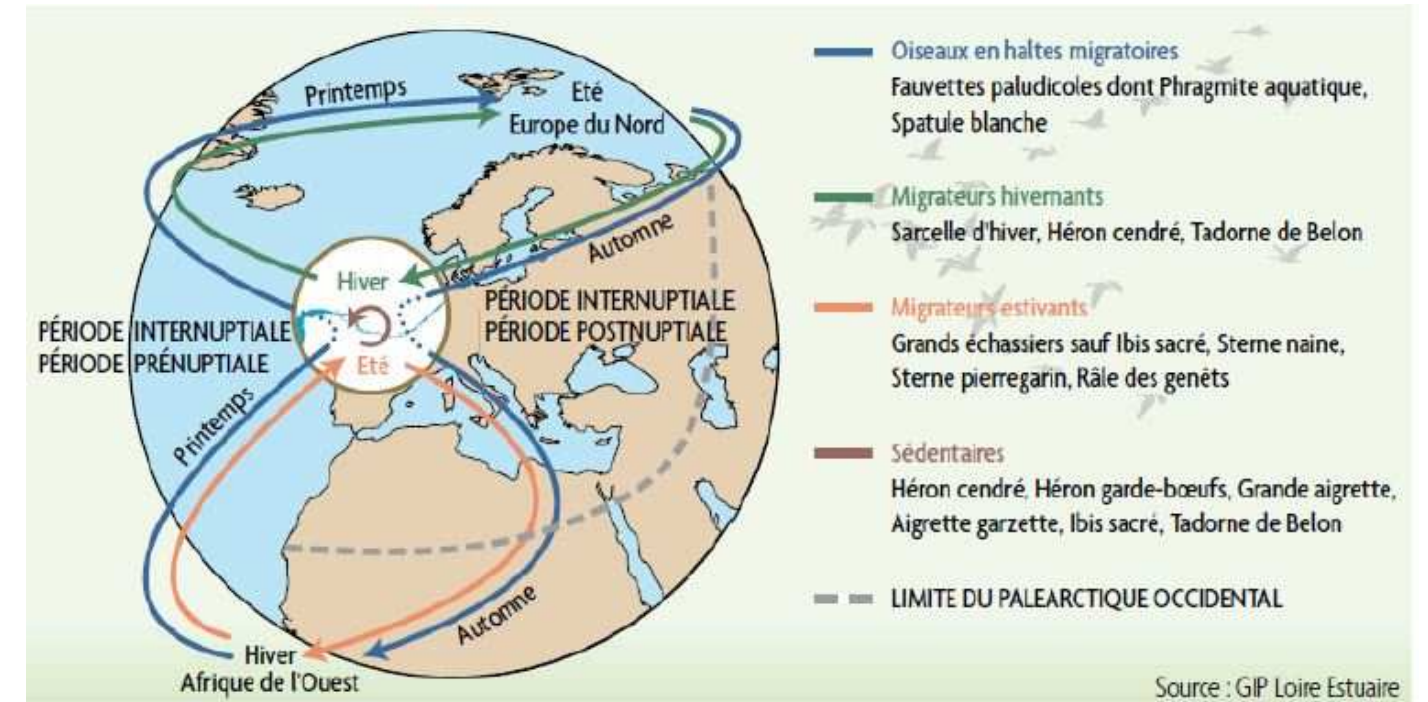 Printemps
Eté
Europe du Nord
Automne
Hiver
PÉRIODE INTERNUPTIALE
PÉRIODE POSTNUPTIALE
PÉRIODE INTERNUPTIALE
PÉRIODE PRÉNUPTIALE
Eté
Printemps
Automne
Hiver
Afrique de l'Ouest
Oiseaux en haltes migratoires
Fauvettes paludicoles dont Phragmite aquatique,
Spatule blanche
Migrateurs hivernants
Sarcelle d'hiver, Héron cendré, Tadorne de Belon
Migrateurs estivants
Grands échassiers sauf Ibis sacré, Sterne naine,
Sterne pierregarin, Râle des genêts
Sédentaires
Héron cendré, Héron garde-bœufs, Grande aigrette,
Aigrette garzette, Ibis sacré, Tadorne de Belon
LIMITE DU PALEARCTIQUE OCCIDENTAL
Source : GIP Loire Estuaire